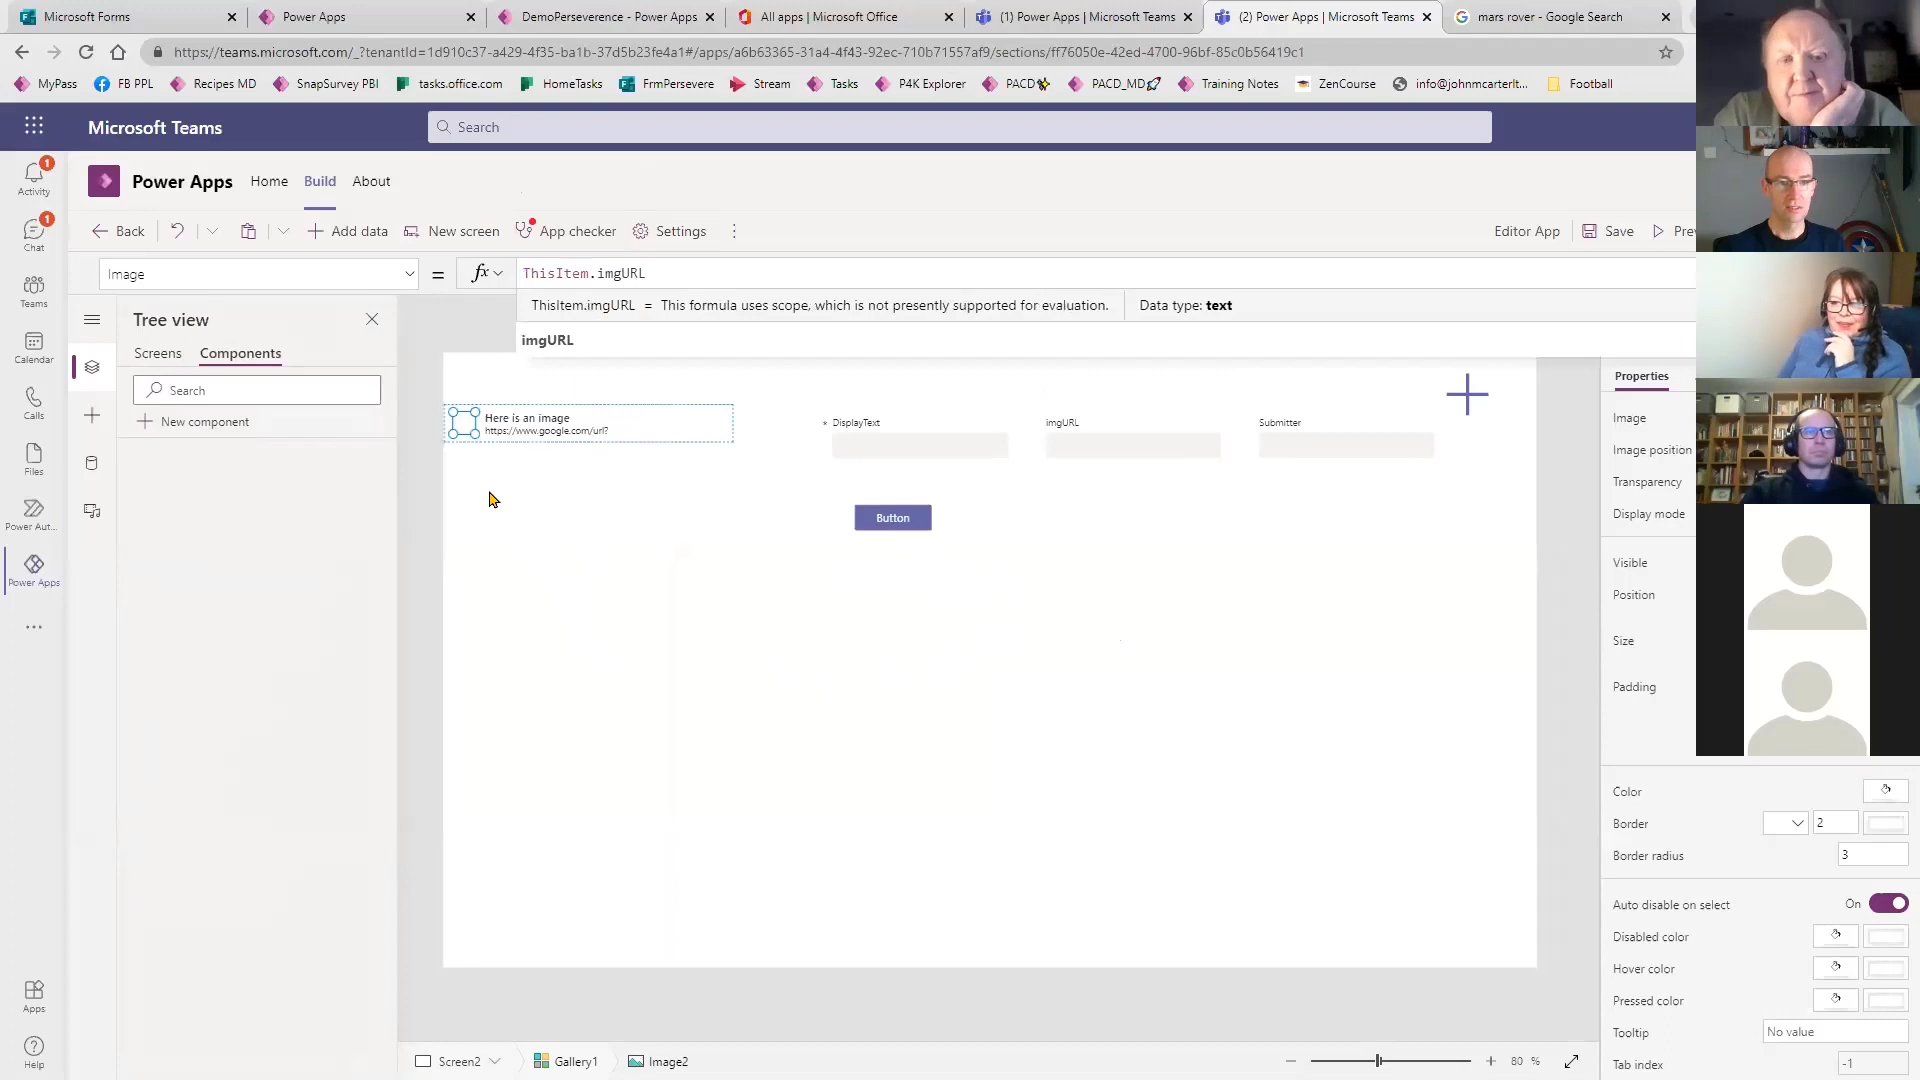 Microsoft Forms
Power Apps
DemoPerseverence - Power Apps
All apps | Microsoft Office
(1) Power Apps | Microsoft Teams
(2) Power Apps | Microsoft Teams
mars rover - Google Search
https://teams.microsoft.com/_?tenantId=1d910c37-a429-4f35-ba1b-37d5b23fe4a1#/apps/a6b63365-31a4-4f43-92ec-710b71557af9/sections/ff76050e-42ed-4700-96bf-85c0b56419c1
MyPass
FB PPL
Recipes MD
SnapSurvey PBI
tasks.office.com
HomeTasks
FrmPersevere
Stream
Tasks
P4K Explorer
PACD
PACD_MD
Training Notes
ZenCourse
info@johnmcarterlt...
Football
Microsoft Teams
Search
Power Apps
Home
Build
About
Back
Add data
New screen
App checker
Settings
Editor App
Save
Pre
Image
=
fx
ThisItem.imgURL
ThisItem.imgURL = This formula uses scope, which is not presently supported for evaluation.
Data type: text
imgURL
1
Activity
1
Chat
Teams
Calendar
Calls
Files
Power Aut...
Power Apps
Apps
Help
Tree view
Screens
Components
Search
New component
Here is an image
https://www.google.com/url?
* DisplayText
imgURL
Submitter
Button
Properties
Image
Image position
Transparency
Display mode
Visible
Position
Size
Padding
Color
Border
2
Border radius
3
Auto disable on select
On
Disabled color
Hover color
Pressed color
Tooltip
No value
Tab index
-1
Screen2
Gallery1
Image2
80 %